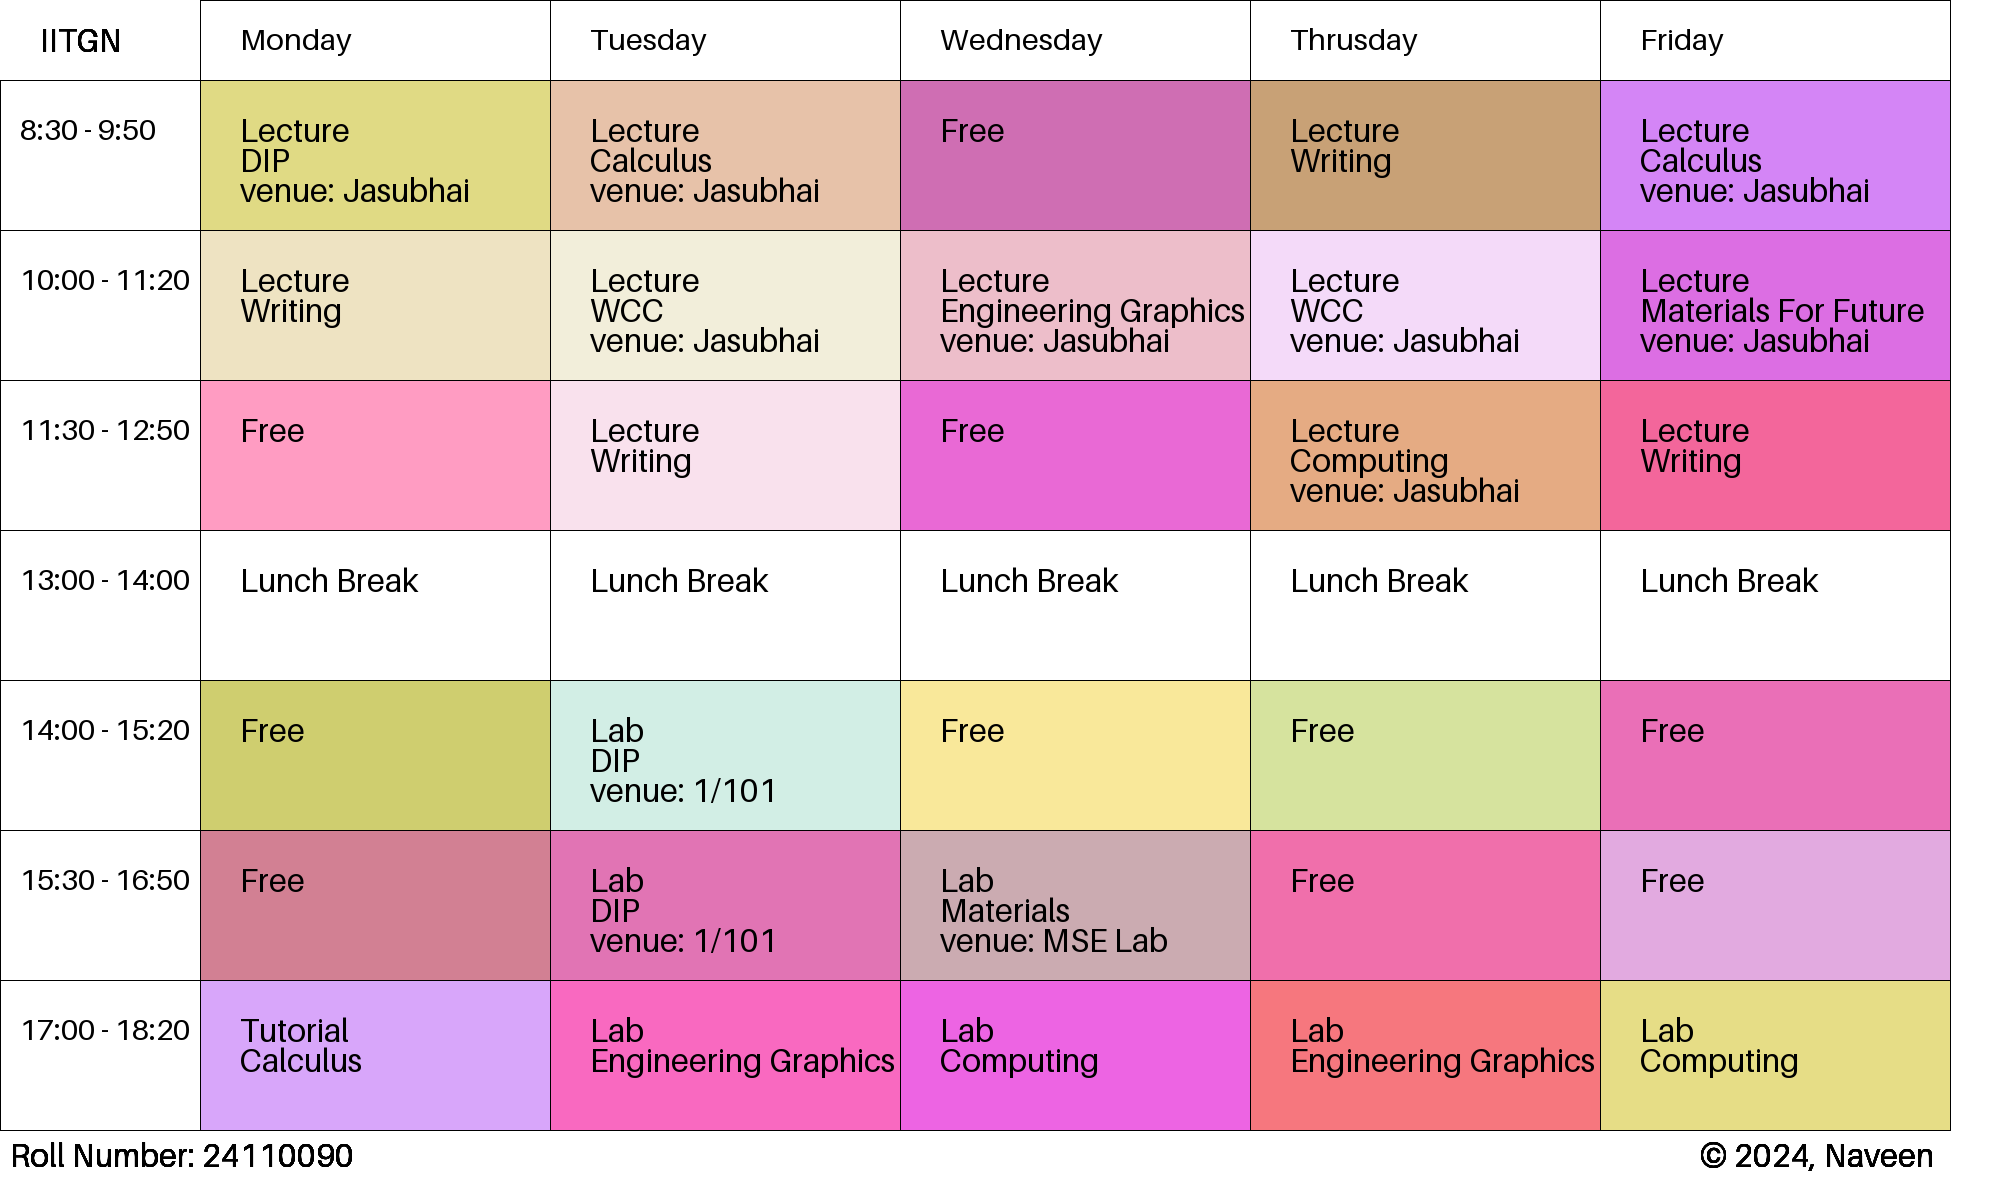 IITGN
Monday
Tuesday
Wednesday
Thrusday
Friday
8:30 - 9:50
Lecture
DIP
venue: Jasubhai
Lecture
Calculus
venue: Jasubhai
Free
Lecture
Writing
Lecture
Calculus
venue: Jasubhai
10:00 - 11:20
Lecture
Writing
Lecture
WCC
venue: Jasubhai
Lecture
Engineering Graphics
venue: Jasubhai
Lecture
WCC
venue: Jasubhai
Lecture
Materials For Future
venue: Jasubhai
11:30 - 12:50
Free
Lecture
Writing
Free
Lecture
Computing
venue: Jasubhai
Lecture
Writing
13:00 - 14:00
Lunch Break
Lunch Break
Lunch Break
Lunch Break
Lunch Break
14:00 - 15:20
Free
Lab
DIP
venue: 1/101
Free
Free
Free
15:30 - 16:50
Free
Lab
DIP
venue: 1/101
Lab
Materials
venue: MSE Lab
Free
Free
17:00 - 18:20
Tutorial
Calculus
Lab
Engineering Graphics
Lab
Computing
Lab
Engineering Graphics
Lab
Computing
Roll Number: 24110090
© 2024, Naveen